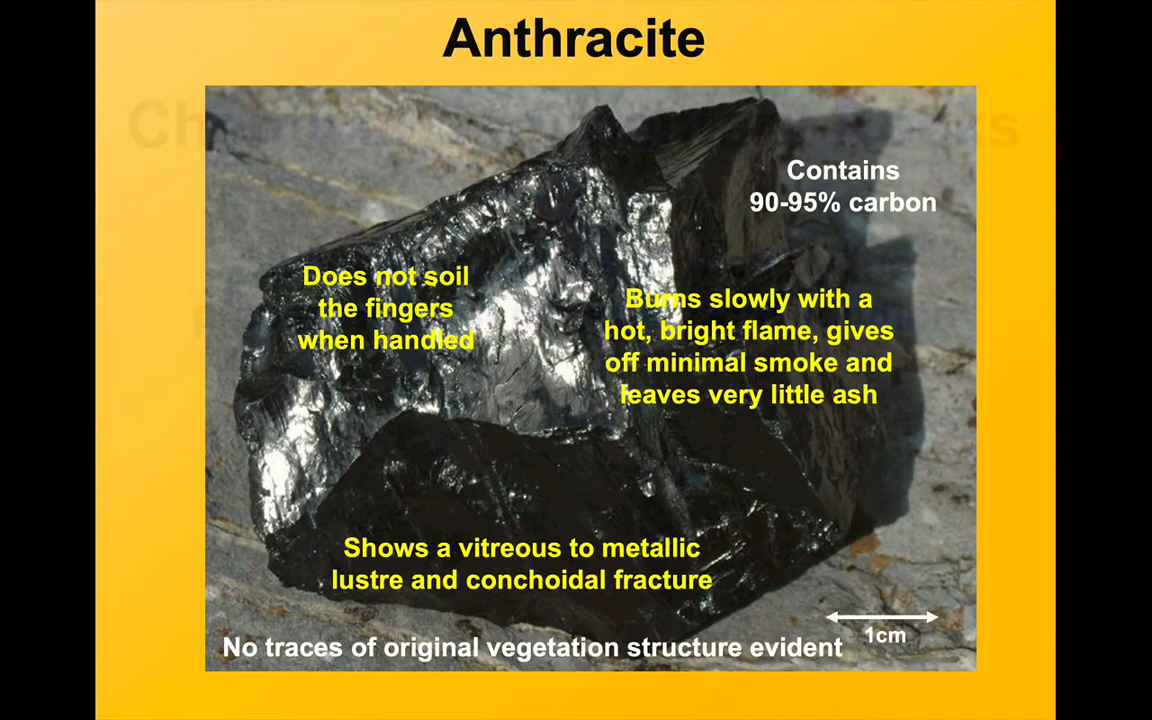 Anthracite
Contains
90-95% carbon
Does not soil
the fingers
when handled
Burns slowly with a
hot, bright flame, gives
off minimal smoke and
leaves very little ash
Shows a vitreous to metallic
lustre and conchoidal fracture
1cm
No traces of original vegetation structure evident